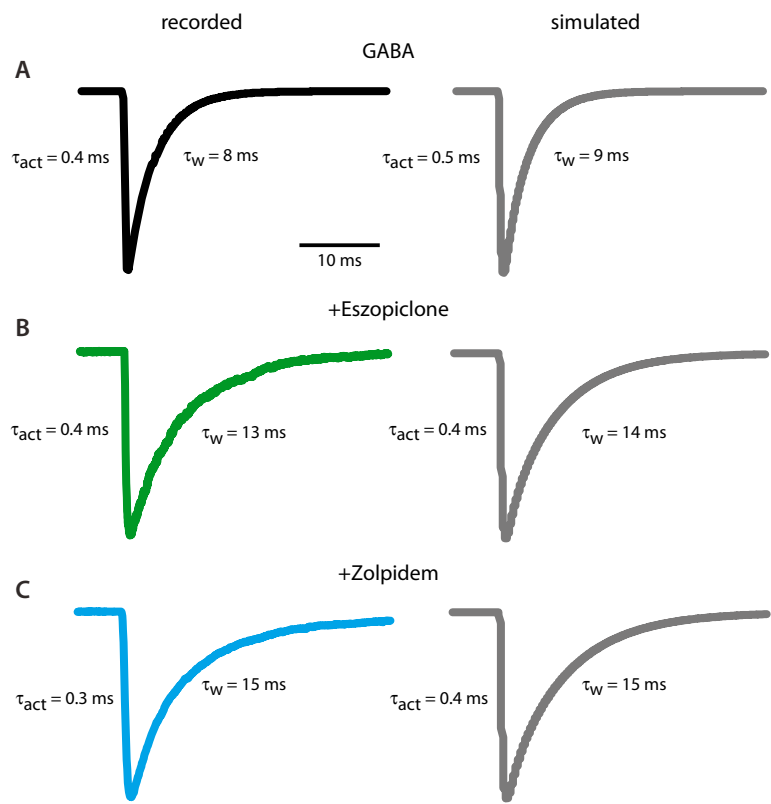 recorded simulated
GABA
A
τact = 0.4 ms τw = 8 ms τact = 0.5 ms τw = 9 ms
10 ms
+Eszopiclone
B
τact = 0.4 ms τw = 13 ms τact = 0.4 ms τw = 14 ms
+Zolpidem
C
τact = 0.3 ms τw = 15 ms τact = 0.4 ms τw = 15 ms